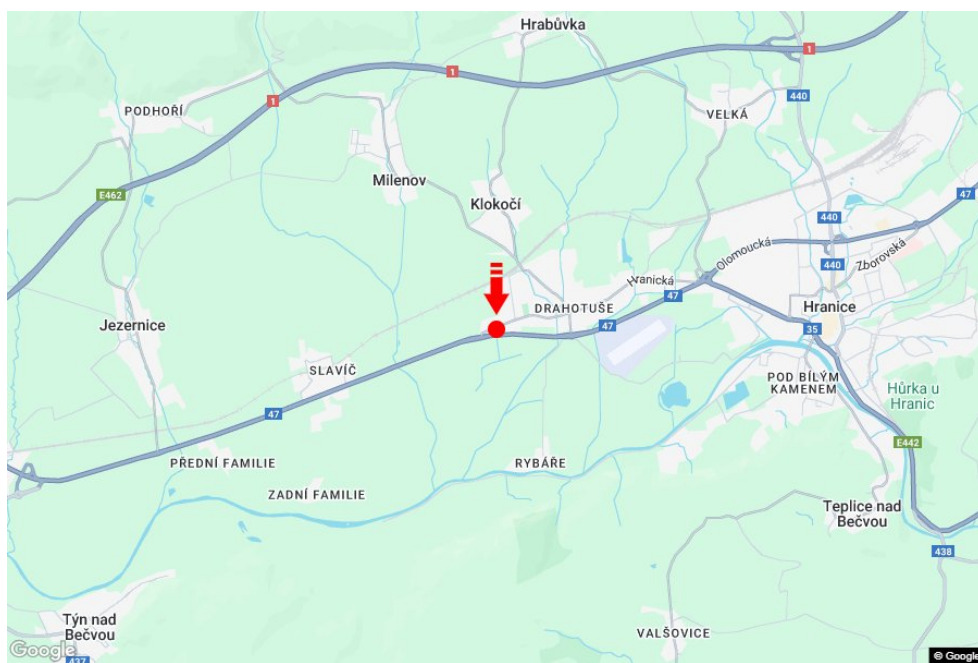 Hrabůvka
1
1
1
440
PODHOŘÍ
VELKÁ
440
Milenov
E462
Klokočí
47
440
Olomoucká
Zborovská
440
Hranická
47
Jezernice
DRAHOTUŠE
Hranice
47
35
SLAVÍČ
POD BÍLÝM
KAMENEM
Hůrka u
Hranic
47
E442
PŘEDNÍ FAMILIE
RYBÁŘE
ZADNÍ FAMILIE
Teplice nad
Bečvou
438
Týn nad
Bečvou
VALŠOVICE
Google
437
© Google